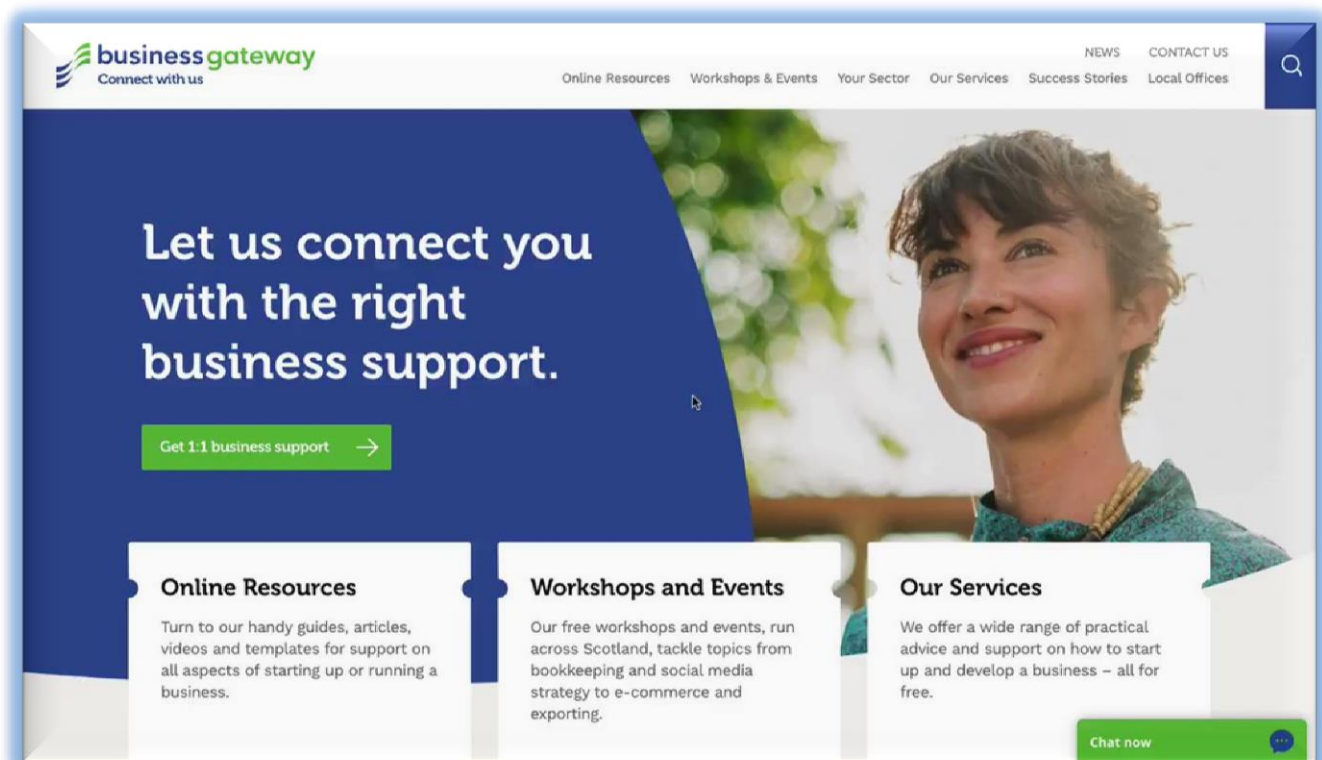 businessgateway
Connect with us
NEWS CONTACT US
Online Resources Workshops & Events Your Sector Our Services Success Stories Local Offices
Let us connect you
with the right
business support.
Get 1:1 business support
Online Resources
Turn to our handy guides, articles,
videos and templates for support on
all aspects of starting up or running a
business.
Workshops and Events
Our free workshops and events, run
across Scotland, tackle topics from
bookkeeping and social media
strategy to e-commerce and
exporting.
Our Services
We offer a wide range of practical
advice and support on how to start
up and develop a business – all for
free.
Chat now